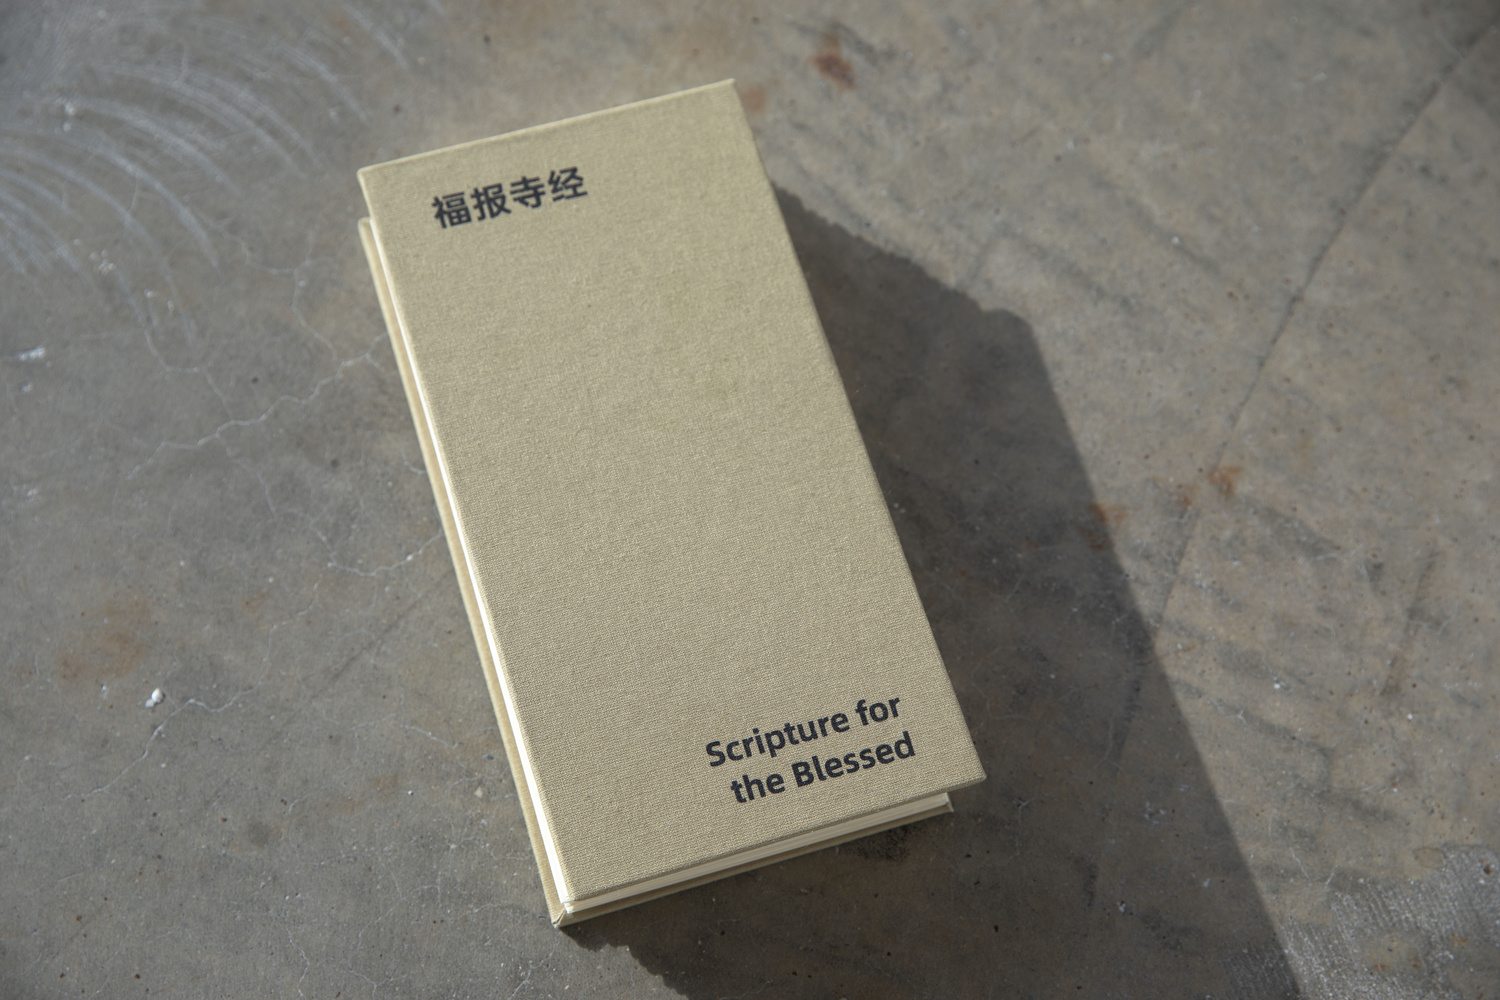 福报寺经
Scripture for
the Blessed